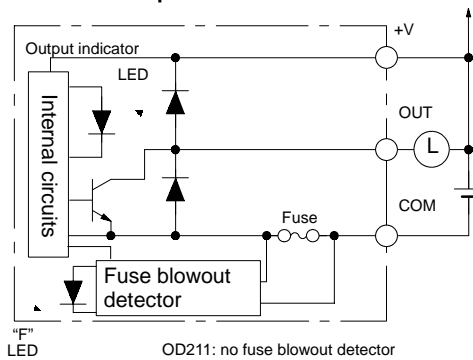 +V
Output indicator
LED
OUT
Internal circuits
L
COM
Fuse
Fuse blowout
detector
"F"
LED
OD211: no fuse blowout detector